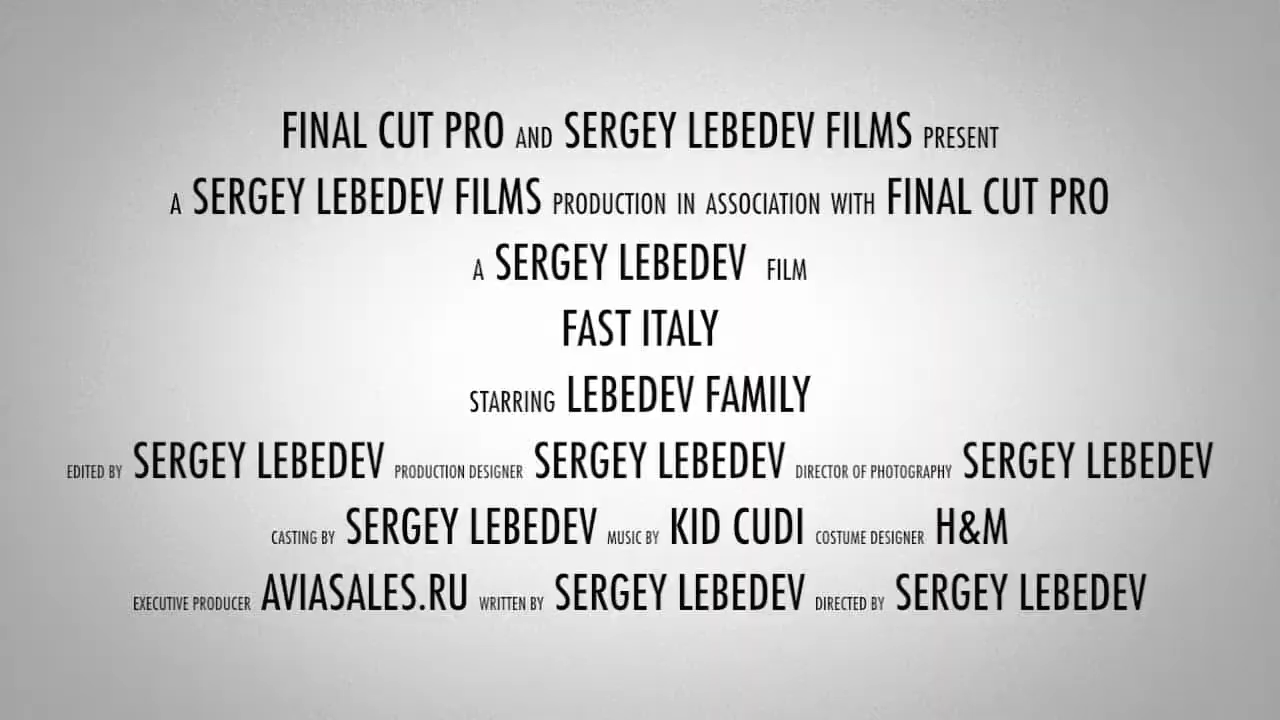 FINAL CUT PRO AND SERGEY LEBEDEV FILMS PRESENT
A SERGEY LEBEDEV FILMS PRODUCTION IN ASSOCIATION WITH FINAL CUT PRO
A SERGEY LEBEDEV FILM
FAST ITALY
STARRING LEBEDEV FAMILY
EDITED BY SERGEY LEBEDEV PRODUCTION DESIGNER SERGEY LEBEDEV DIRECTOR OF PHOTOGRAPHY SERGEY LEBEDEV
CASTING BY SERGEY LEBEDEV MUSIC BY KID CUDI COSTUME DESIGNER H&M
EXECUTIVE PRODUCER AVIASALES.RU WRITTEN BY SERGEY LEBEDEV DIRECTED BY SERGEY LEBEDEV